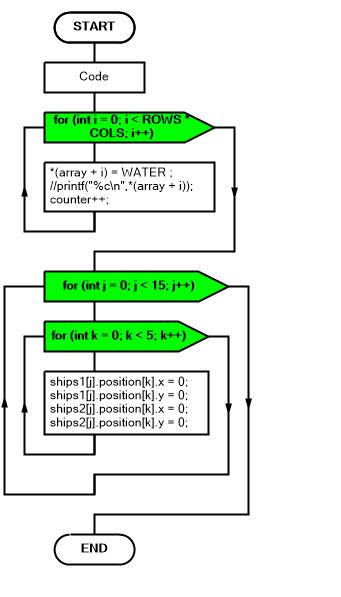 START
Code
for (int i = 0; i < ROWS *
COLS; i++)
*(array + i) = WATER ;
//printf("%c\n",*(array + i));
counter++;
for (int j = 0; j < 15; j++)
for (int k = 0; k < 5; k++)
ships1[j].position[k].x = 0;
ships1[j].position[k].y = 0;
ships2[j].position[k].x = 0;
ships2[j].position[k].y = 0;
END